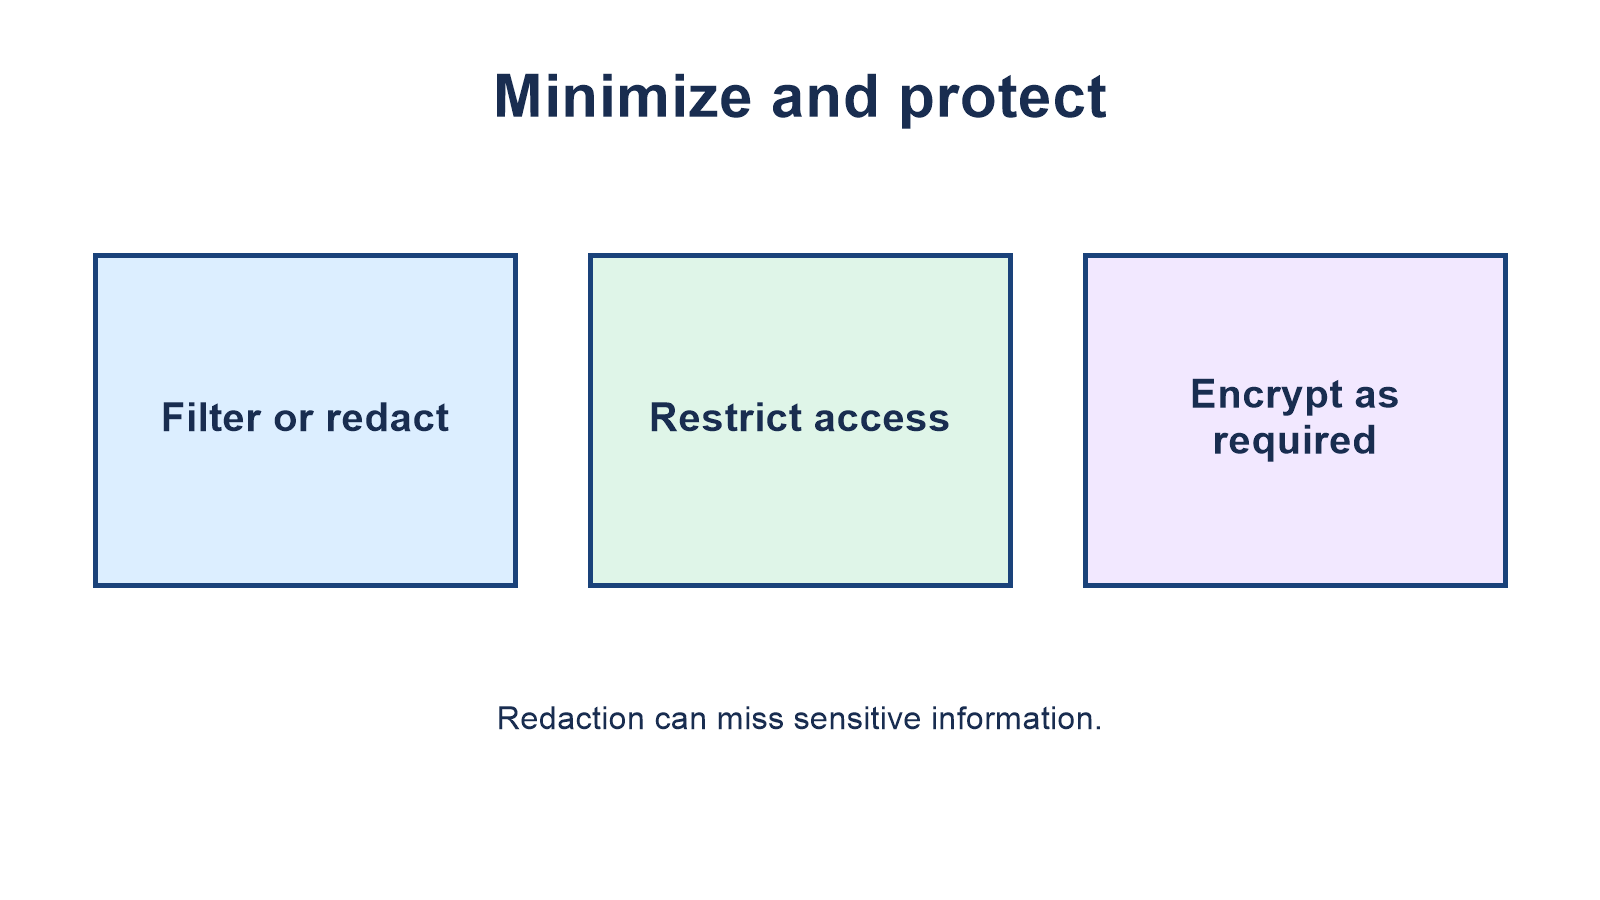 Minimize and protect
Filter or redact
Restrict access
Encrypt as
required
Redaction can miss sensitive information.